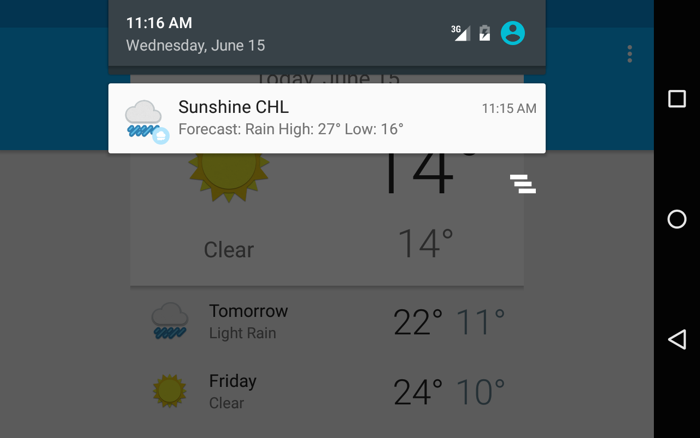 11:16 AM
Wednesday, June 15
3G
Today, June 15
Sunshine CHL
11:15 AM
Forecast: Rain High: 27° Low: 16°
14°
Clear
14°
Tomorrow
Light Rain
22° 11°
Friday
Clear
24° 10°